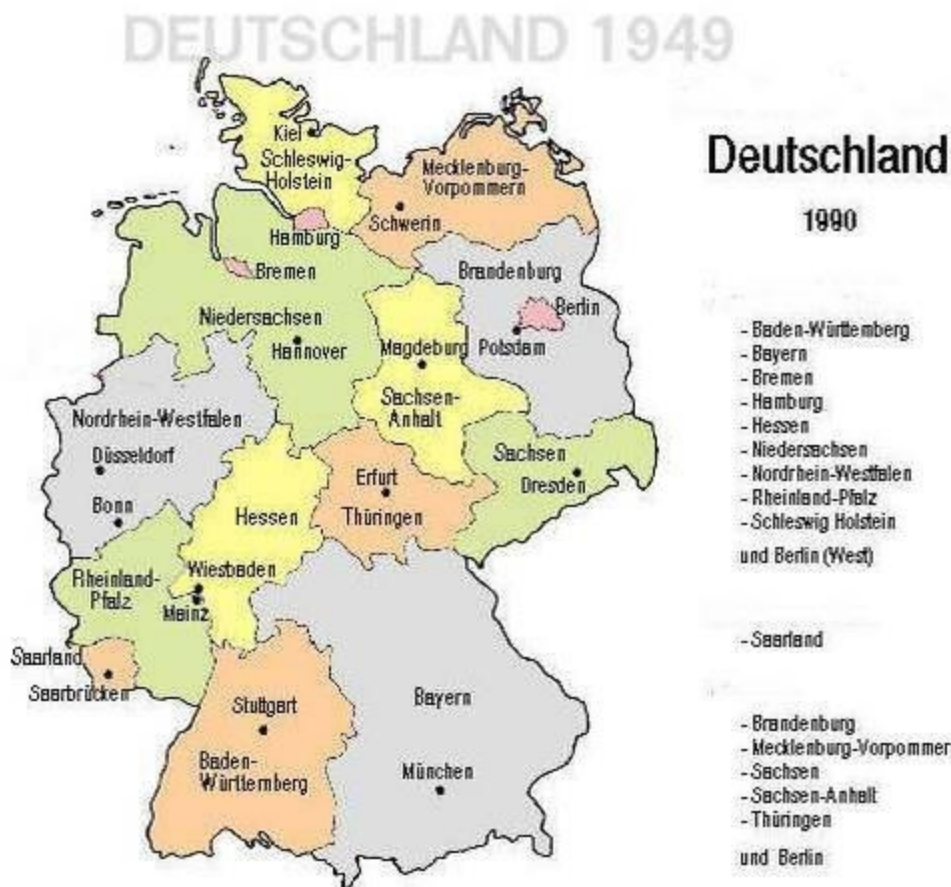 DEUTSCHLAND 1949
Deutschland
1990
Kiel
Schleswig-
Holstein
Mecklenburg-
Vorpommern
Schwerin
Hamburg
Bremen
Brandenburg
Berlin
Potsdam
Niedersachsen
Hannover
Magdeburg
Sachsen-
Anhalt
Nordrhein-Westfalen
Düsseldorf
Bonn
Sachsen
Dresden
Erfurt
Thüringen
Hessen
Wiesbaden
Mainz
Rheinland-
Pfalz
Saarland
Saarbrücken
Stuttgart
Baden-
Württemberg
Bayern
München
- Baden-Württemberg
- Bayern
- Bremen
- Hamburg
- Hessen
- Niedersachsen
- Nordrhein-Westfalen
- Rheinland-Pfalz
- Schleswig Holstein
und Berlin (West)
- Saarland
- Brandenburg
- Mecklenburg-Vorpommer
- Sachsen
- Sachsen-Anhalt
- Thüringen
und Berlin